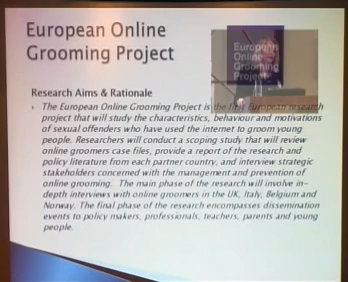 European Online
Grooming Project
European
Online
Grooming
Project
Research Aims & Rationale
The European Online Grooming Project is the first European research
project that will study the characteristics, behaviour and motivations
of sexual offenders who have used the internet to groom young
people. Researchers will conduct a scoping study that will review
online groomers case files, provide a report of the research and
policy literature from each partner country, and interview strategic
stakeholders concerned with the management and prevention of
online grooming. The main phase of the research will involve in-
depth interviews with online groomers in the UK, Italy, Belgium and
Norway. The final phase of the research encompasses dissemination
events to policy makers, professionals, teachers, parents and young
people.